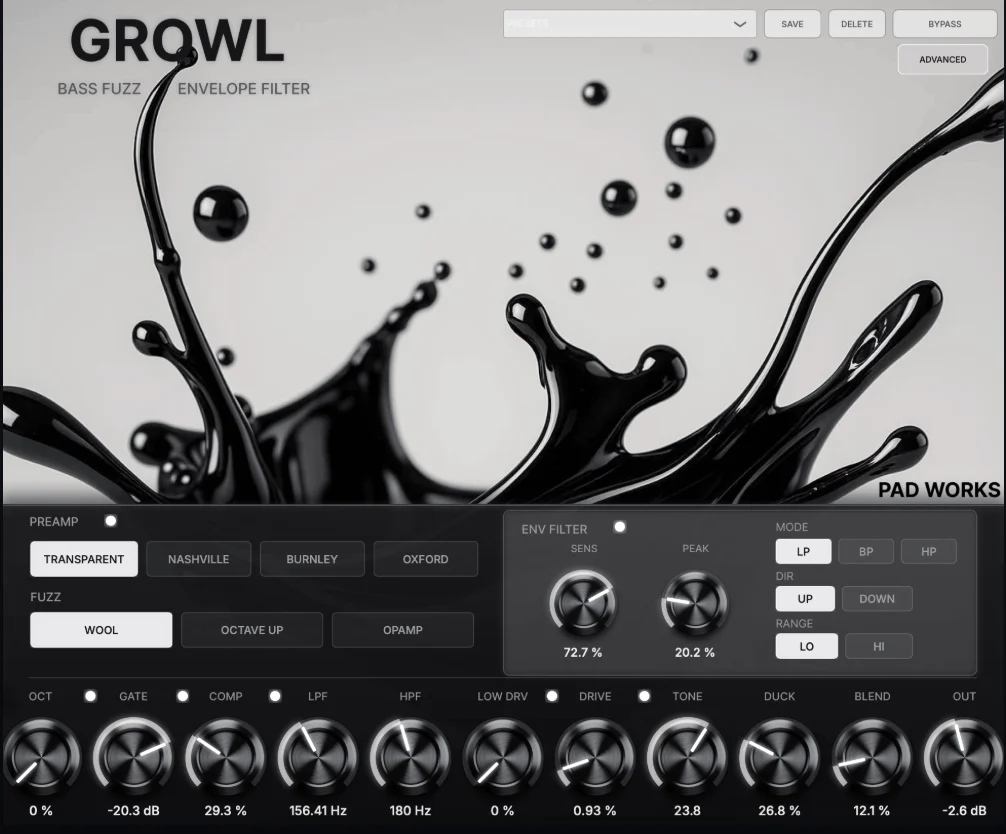 GROWL
BASS FUZZ ENVELOPE FILTER
PRESETS
SAVE
DELETE
BYPASS
ADVANCED
PAD WORKS
PREAMP
TRANSPARENT NASHVILLE BURNLEY OXFORD
FUZZ
WOOL OCTAVE UP OPAMP
ENV FILTER
SENS PEAK
72.7 % 20.2 %
MODE
LP BP HP
DIR
UP DOWN
RANGE
LO HI
OCT GATE COMP LPF HPF LOW DRV DRIVE TONE DUCK BLEND OUT
0 % -20.3 dB 29.3 % 156.41 Hz 180 Hz 0 % 0.93 % 23.8 26.8 % 12.1 % -2.6 dB